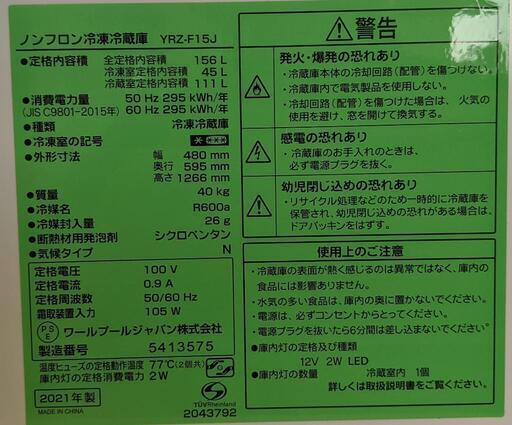 ノンフロン冷凍冷蔵庫 YRZ-F15J
●定格内容積 全定格内容積 156 L
冷凍室定格内容積 45 L
冷蔵室定格内容積 111 L
●消費電力量 50 Hz 295 kWh/年
(JIS C9801-2015年) 60 Hz 295 kWh/年
●種類 冷凍冷蔵庫
●冷凍室の記号
●外形寸法 幅 480 mm
奥行 595 mm
高さ 1266 mm
●質量 40 kg
●冷媒名 R600a
●冷媒封入量 26 g
●断熱材用発泡剤 シクロペンタン
●気候タイプ N
定格電圧 100 V
定格電流 0.9 A
定格周波数 50/60 Hz
霜取装置入力 105 W
PSE ワールプールジャパン株式会社
製造番号 5413575
温度ヒューズの定格動作温度 77℃(2個共)
庫内灯の定格消費電力 2W
2021年製
MADE IN CHINA
TÜVRheinland
2043792
警告
発火・爆発の恐れあり
・冷蔵庫本体の冷却回路(配管)を傷つけない。
・冷蔵庫内で電気製品を使用しない。
・冷却回路(配管)を傷つけた場合は、火気の
使用を避け、窓を開けて換気する。
感電の恐れあり
・冷蔵庫のお手入れのときは、
必ず電源プラグを抜く。
幼児閉じ込めの恐れあり
・リサイクル処理などのため一時的に冷蔵庫を
保管され、幼児閉じ込めの恐れがある場合は、
ドアパッキンをはずす。
使用上のご注意
・冷蔵庫の表面が熱く感じるのは異常ではなく、庫内の
食品には影響ありません。
・水気の多い食品は、庫内の奥に置かないでください。
・電源は、必ずコンセントからとってください。
・電源プラグを抜いたら6分間は差し込まないでください。
●庫内灯の定格及び種類
12V 2W LED
●庫内灯の数量 冷蔵室内 1個
詳しくは取扱説明書をご覧ください。